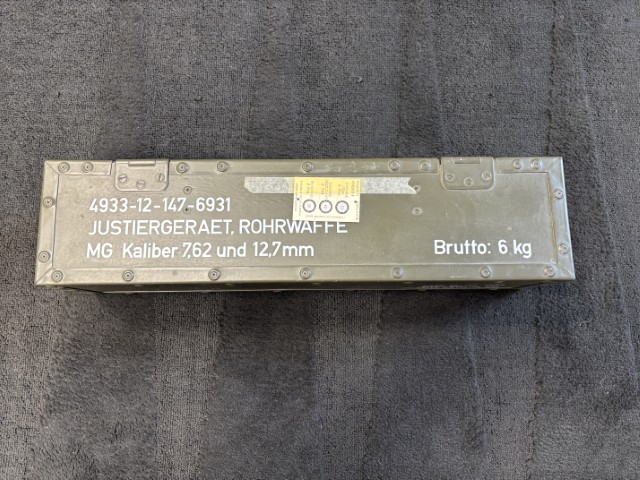 4933-12-147-6931
JUSTIERGERAET, ROHRWAFFE
MG Kaliber 7,62 und 12,7mm
Brutto: 6 kg